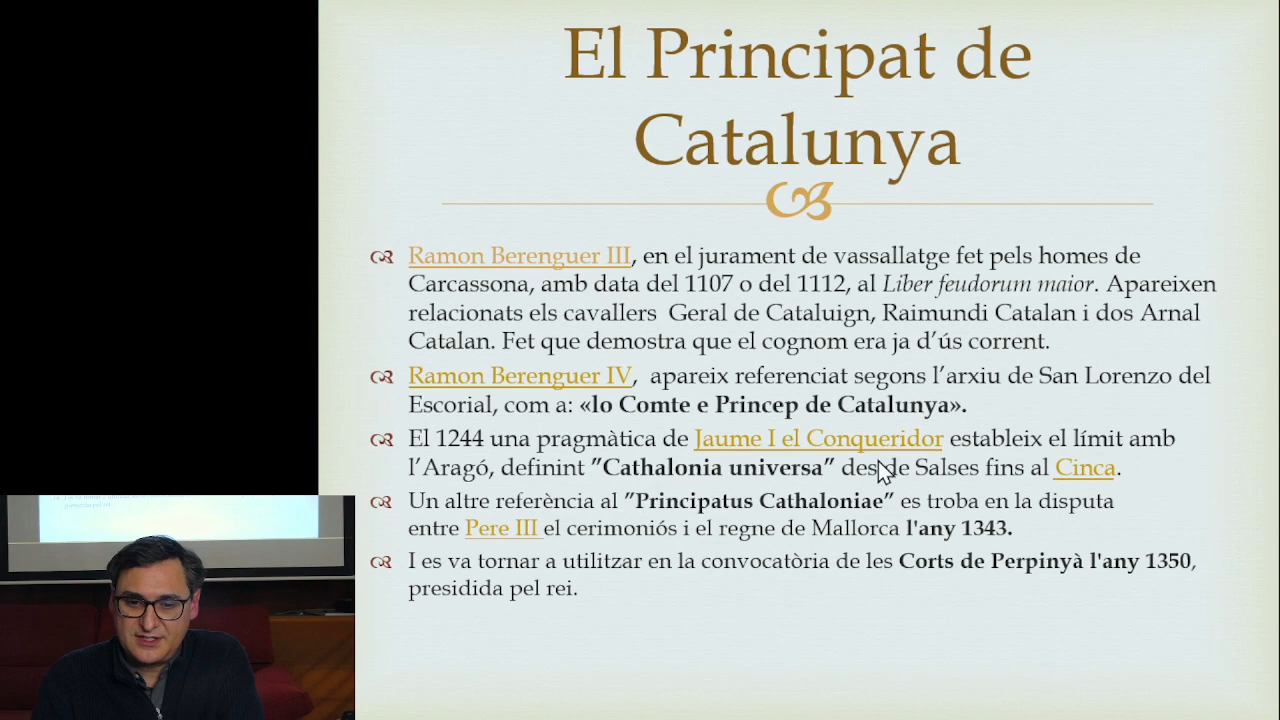 El Principat de
Catalunya
Ramon Berenguer III, en el jurament de vassallatge fet pels homes de
Carcassona, amb data del 1107 o del 1112, al Liber feudorum maior. Apareixen
relacionats els cavallers Geral de Cataluign, Raimundi Catalan i dos Arnal
Catalan. Fet que demostra que el cognom era ja d’ús corrent.
Ramon Berenguer IV, apareix referenciat segons l’arxiu de San Lorenzo del
Escorial, com a: «lo Comte e Princep de Catalunya».
El 1244 una pragmàtica de Jaume I el Conqueridor estableix el límit amb
l’Aragó, definint ”Cathalonia universa” des de Salses fins al Cinca.
Un altre referència al ”Principatus Cathaloniae” es troba en la disputa
entre Pere III el cerimoniós i el regne de Mallorca l'any 1343.
I es va tornar a utilitzar en la convocatòria de les Corts de Perpinyà l'any 1350,
presidida pel rei.